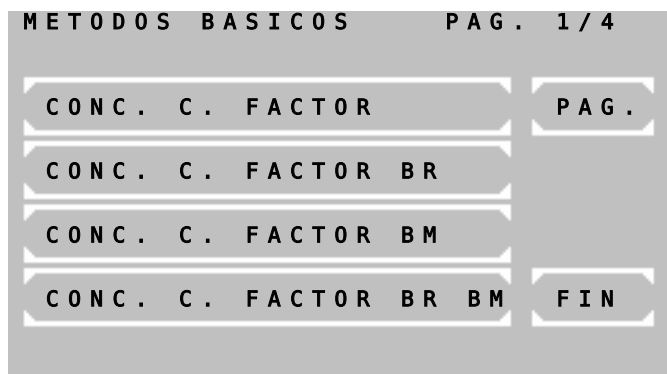 METODOS BASICOS PAG. 1/4
CONC. C. FACTOR PAG.
CONC. C. FACTOR BR
CONC. C. FACTOR BM
CONC. C. FACTOR BR BM FIN